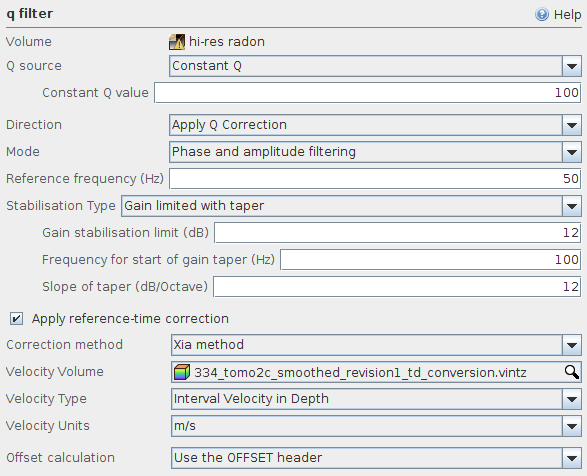 q filter Help
Volume hi-res radon
Q source Constant Q
Constant Q value 100
Direction Apply Q Correction
Mode Phase and amplitude filtering
Reference frequency (Hz) 50
Stabilisation Type Gain limited with taper
Gain stabilisation limit (dB) 12
Frequency for start of gain taper (Hz) 100
Slope of taper (dB/Octave) 12
Apply reference-time correction
Correction method Xia method
Velocity Volume 334_tomo2c_smoothed_revision1_td_conversion.vintz
Velocity Type Interval Velocity in Depth
Velocity Units m/s
Offset calculation Use the OFFSET header